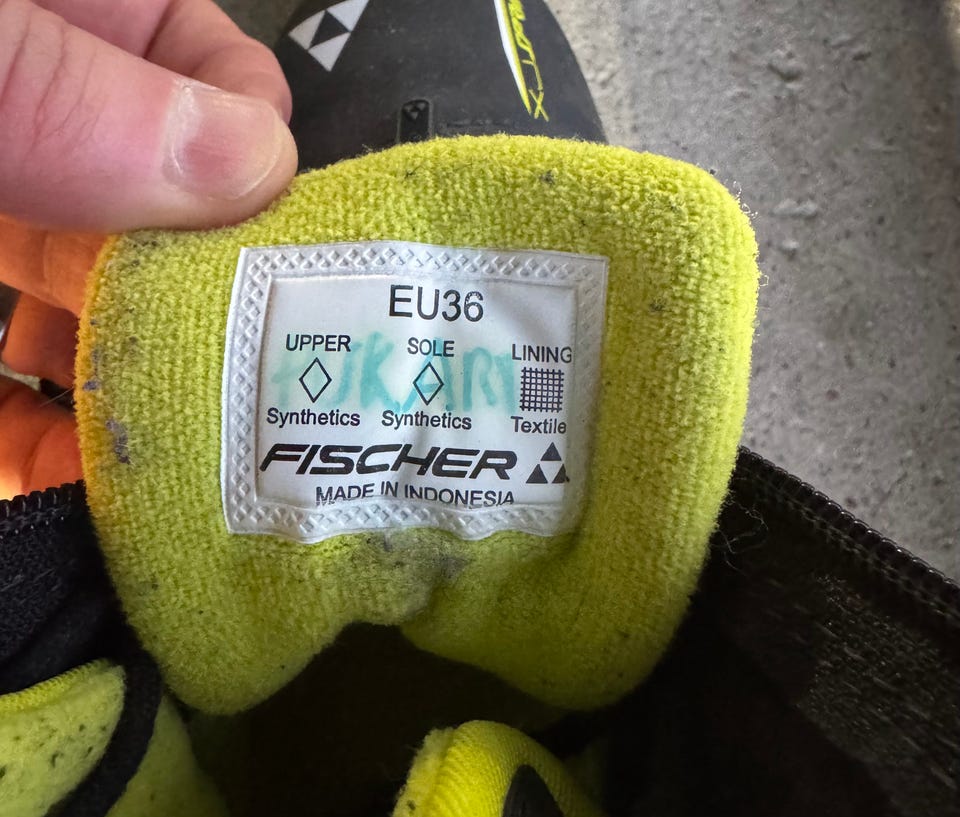 EU36
UPPER SOLE LINING
Synthetics Synthetics Textile
FISCHER
MADE IN INDONESIA